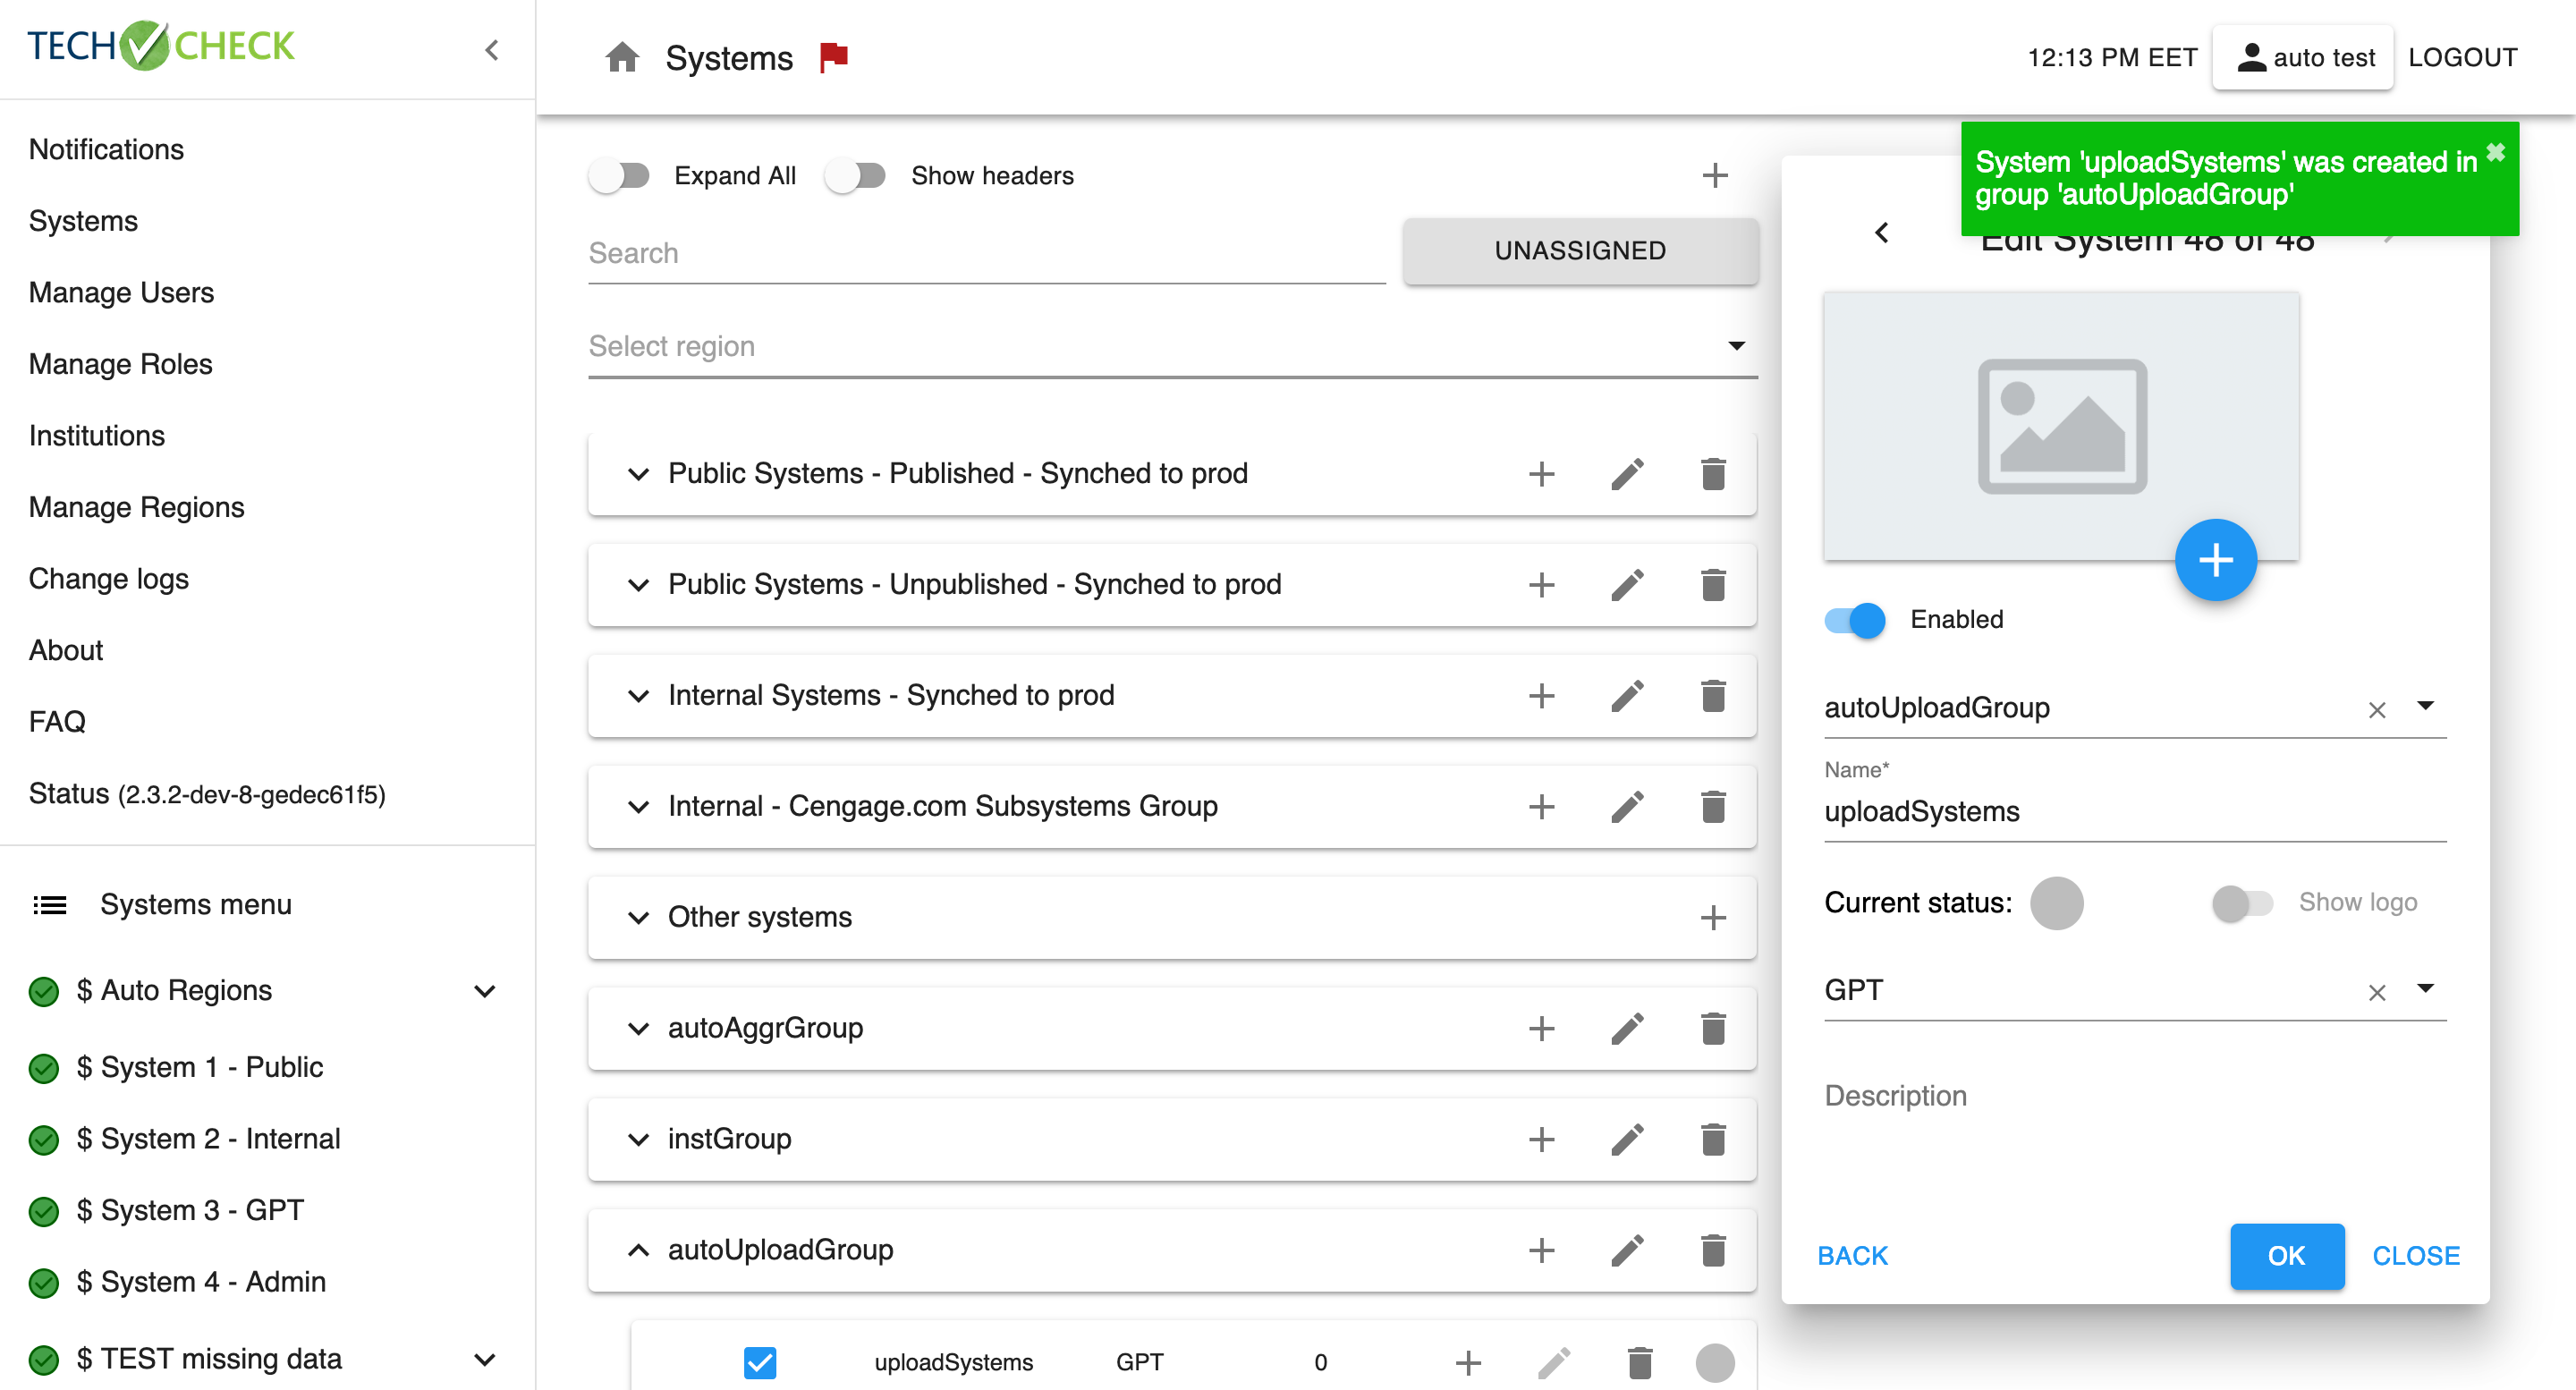 TECH CHECK
Notifications
Systems
Manage Users
Manage Roles
Institutions
Manage Regions
Change logs
About
FAQ
Status (2.3.2-dev-8-gedec61f5)
Systems menu
$ Auto Regions
$ System 1 - Public
$ System 2 - Internal
$ System 3 - GPT
$ System 4 - Admin
$ TEST missing data
Systems
12:13 PM EET
auto test
LOGOUT
Expand All
Show headers
Search
UNASSIGNED
Select region
Public Systems - Published - Synched to prod
Public Systems - Unpublished - Synched to prod
Internal Systems - Synched to prod
Internal - Cengage.com Subsystems Group
Other systems
autoAggrGroup
instGroup
autoUploadGroup
uploadSystems GPT 0
System 'uploadSystems' was created in
group 'autoUploadGroup'
Edit System 48 of 48
Enabled
autoUploadGroup
Name*
uploadSystems
Current status:
Show logo
GPT
Description
BACK
OK
CLOSE